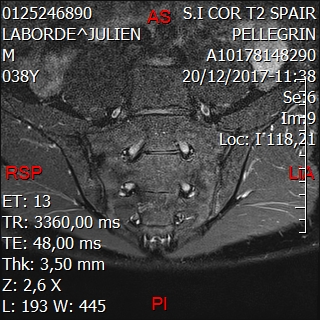 0125246890
LABORDE^JULIEN
M
038Y
AS
S.I COR T2 SPAIR
PELLEGRIN
A10178148290
20/12/2017-11:38
Se:6
Im:9
Loc: I 118,21
RSP
LIA
ET: 13
TR: 3360,00 ms
TE: 48,00 ms
Thk: 3,50 mm
Z: 2,6 X
L: 193 W: 445
PI